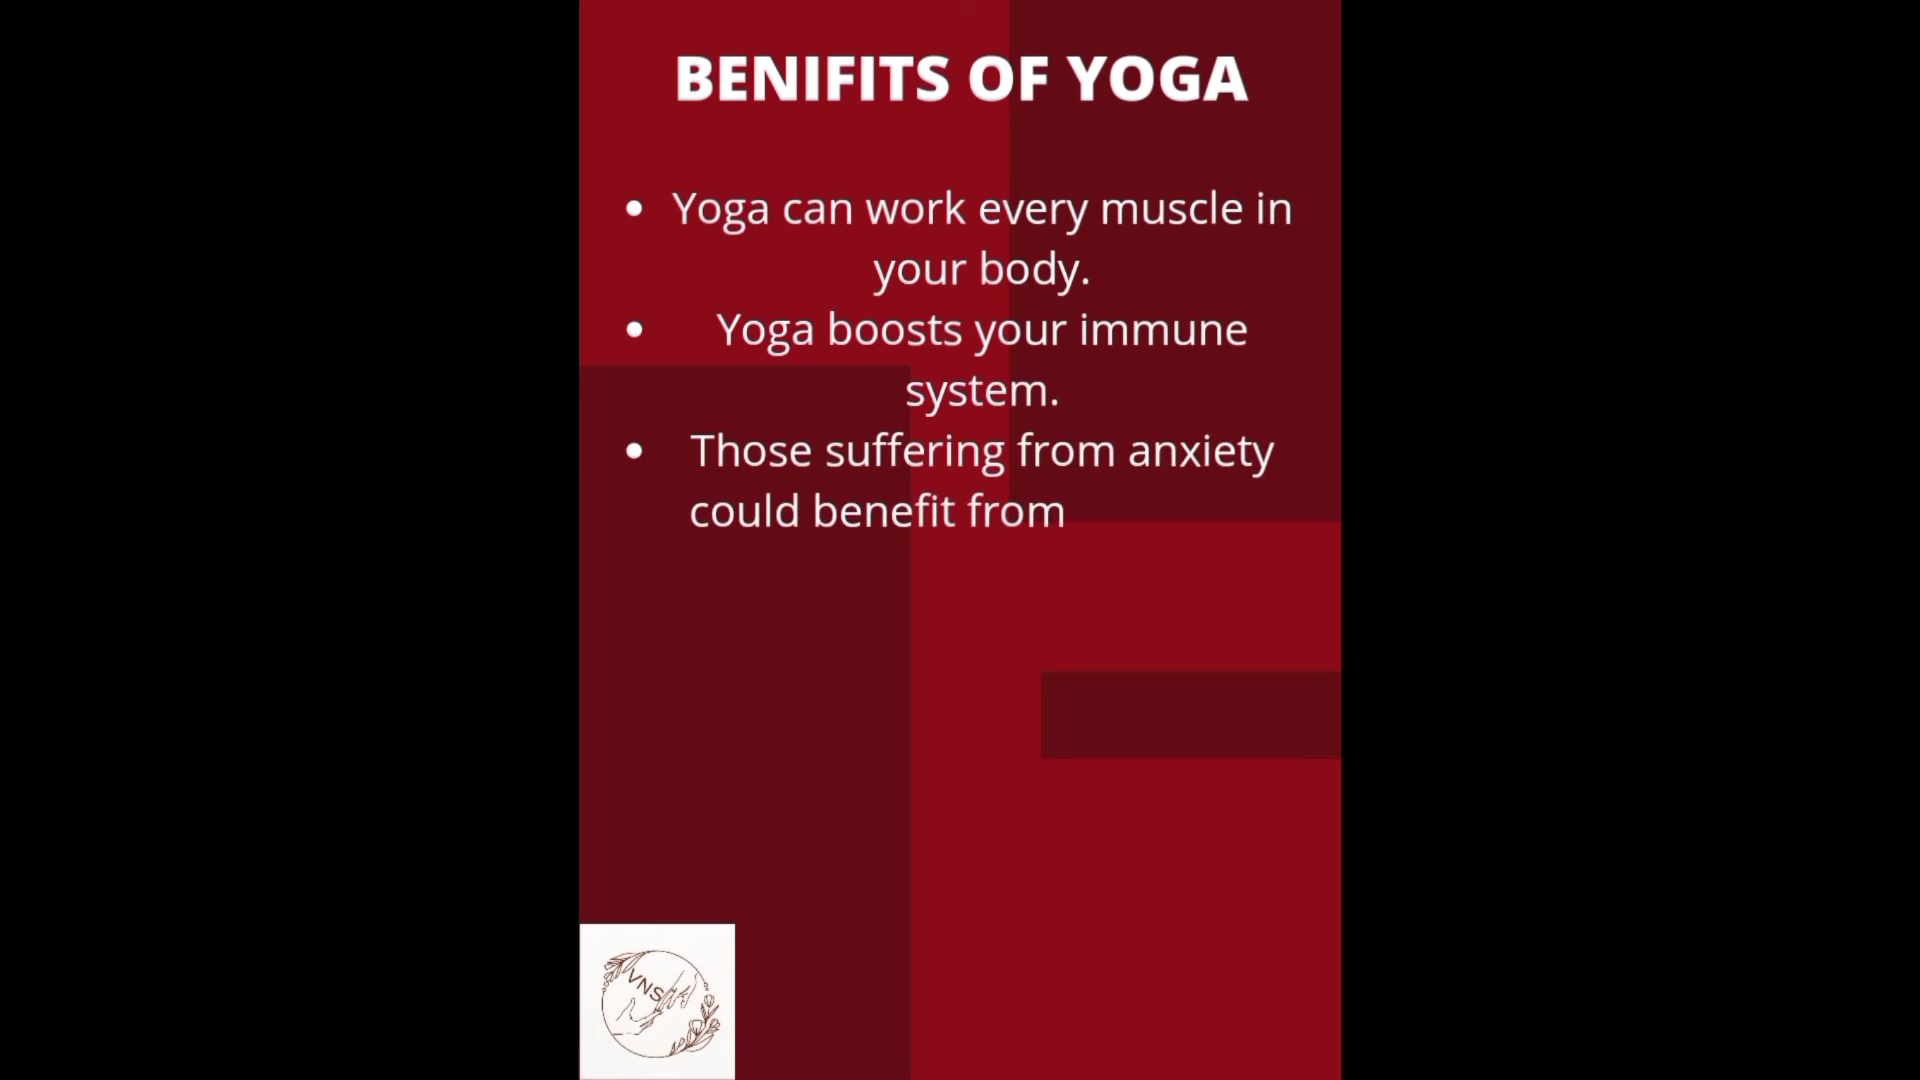 BENIFITS OF YOGA
• Yoga can work every muscle in
your body.
• Yoga boosts your immune
system.
• Those suffering from anxiety
could benefit from
VNS